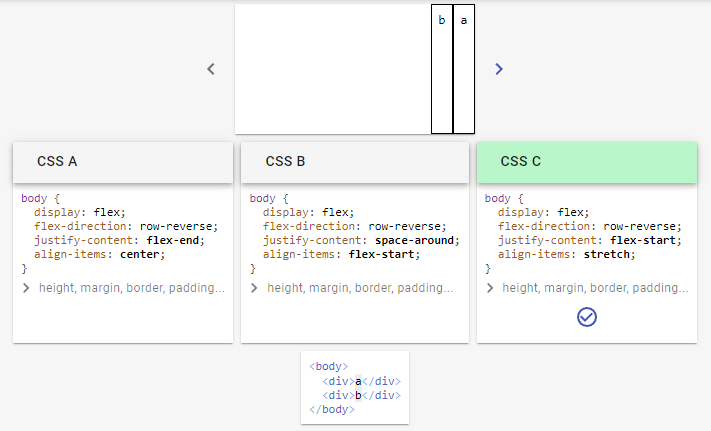 b a
CSS A
body {
display: flex;
flex-direction: row-reverse;
justify-content: flex-end;
align-items: center;
}
height, margin, border, padding...
CSS B
body {
display: flex;
flex-direction: row-reverse;
justify-content: space-around;
align-items: flex-start;
}
height, margin, border, padding...
CSS C
body {
display: flex;
flex-direction: row-reverse;
justify-content: flex-start;
align-items: stretch;
}
height, margin, border, padding...
<body>
<div>a</div>
<div>b</div>
</body>